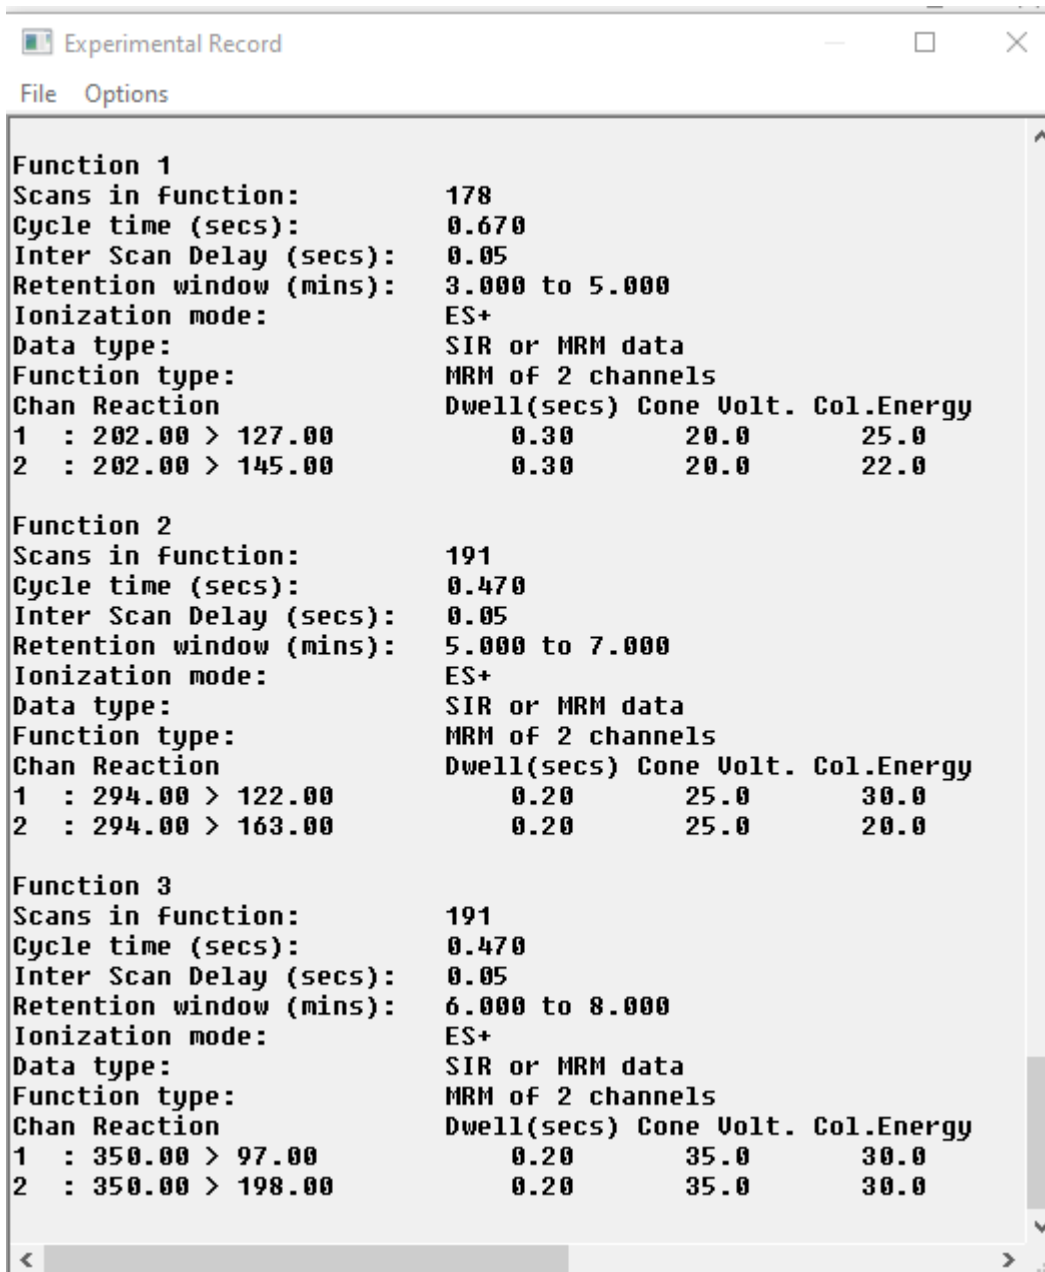 Experimental Record
File Options
Function 1
Scans in function: 178
Cycle time (secs): 0.670
Inter Scan Delay (secs): 0.05
Retention window (mins): 3.000 to 5.000
Ionization mode: ES+
Data type: SIR or MRM data
Function type: MRM of 2 channels
Chan Reaction Dwell(secs) Cone Volt. Col.Energy
1 : 202.00 > 127.00 0.30 20.0 25.0
2 : 202.00 > 145.00 0.30 20.0 22.0
Function 2
Scans in function: 191
Cycle time (secs): 0.470
Inter Scan Delay (secs): 0.05
Retention window (mins): 5.000 to 7.000
Ionization mode: ES+
Data type: SIR or MRM data
Function type: MRM of 2 channels
Chan Reaction Dwell(secs) Cone Volt. Col.Energy
1 : 294.00 > 122.00 0.20 25.0 30.0
2 : 294.00 > 163.00 0.20 25.0 20.0
Function 3
Scans in function: 191
Cycle time (secs): 0.470
Inter Scan Delay (secs): 0.05
Retention window (mins): 6.000 to 8.000
Ionization mode: ES+
Data type: SIR or MRM data
Function type: MRM of 2 channels
Chan Reaction Dwell(secs) Cone Volt. Col.Energy
1 : 350.00 > 97.00 0.20 35.0 30.0
2 : 350.00 > 198.00 0.20 35.0 30.0